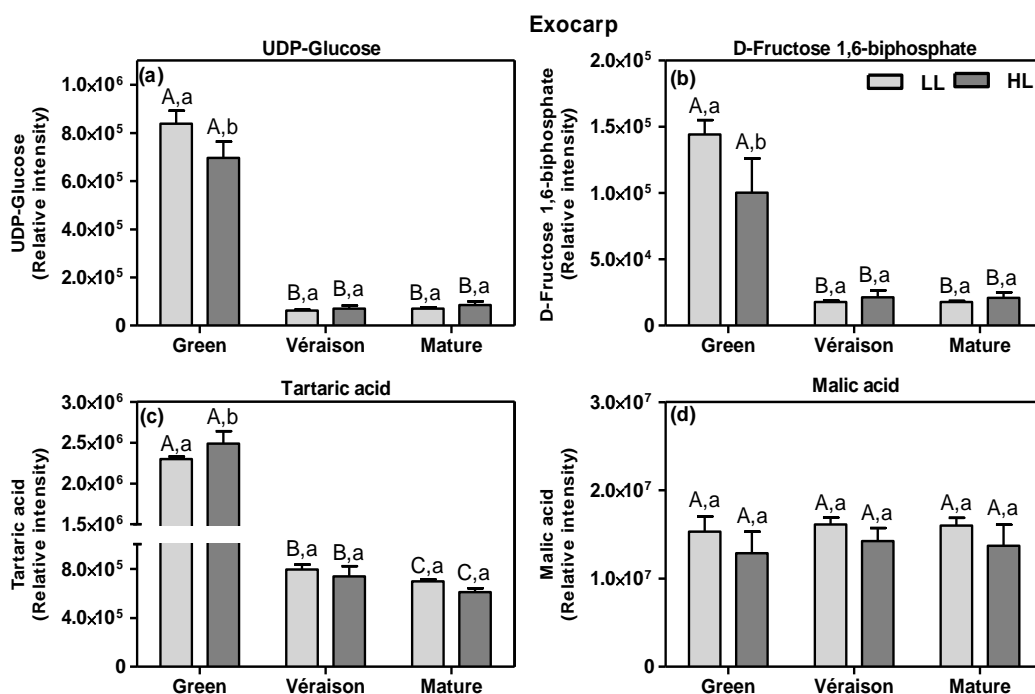 Exocarp
UDP-Glucose
(a)
UDP-Glucose
(Relative intensity)
1.0×10⁶
8.0×10⁵
6.0×10⁵
4.0×10⁵
2.0×10⁵
0
A,a
A,b
B,a
B,a
B,a
B,a
Green
Véraison
Mature
D-Fructose 1,6-biphosphate
(b)
LL
HL
D-Fructose 1,6-biphosphate
(Relative intensity)
2.0×10⁵
1.5×10⁵
1.0×10⁵
5.0×10⁴
0
A,a
A,b
B,a
B,a
B,a
B,a
Green
Véraison
Mature
Tartaric acid
(c)
Tartaric acid
(Relative intensity)
3.0×10⁶
2.5×10⁶
2.0×10⁶
1.5×10⁶
8.0×10⁵
4.0×10⁵
0
A,a
A,b
B,a
B,a
C,a
C,a
Green
Véraison
Mature
Malic acid
(d)
Malic acid
(Relative intensity)
3.0×10⁷
2.0×10⁷
1.0×10⁷
0
A,a
A,a
A,a
A,a
A,a
A,a
Green
Véraison
Mature